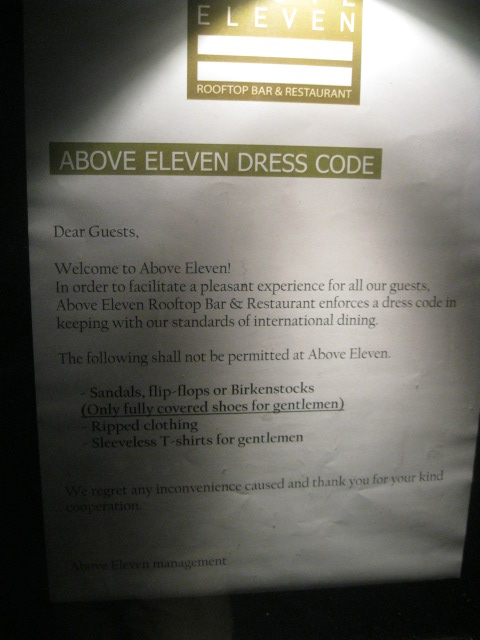 ELEVEN
ROOFTOP BAR & RESTAURANT
ABOVE ELEVEN DRESS CODE
Dear Guests,
Welcome to Above Eleven!
In order to facilitate a pleasant experience for all our guests,
Above Eleven Rooftop Bar & Restaurant enforces a dress code in
keeping with our standards of international dining.
The following shall not be permitted at Above Eleven.
- Sandals, flip-flops or Birkenstocks
(Only fully covered shoes for gentlemen)
- Ripped clothing
- Sleeveless T-shirts for gentlemen
We regret any inconvenience caused and thank you for your kind
cooperation.
Above Eleven management